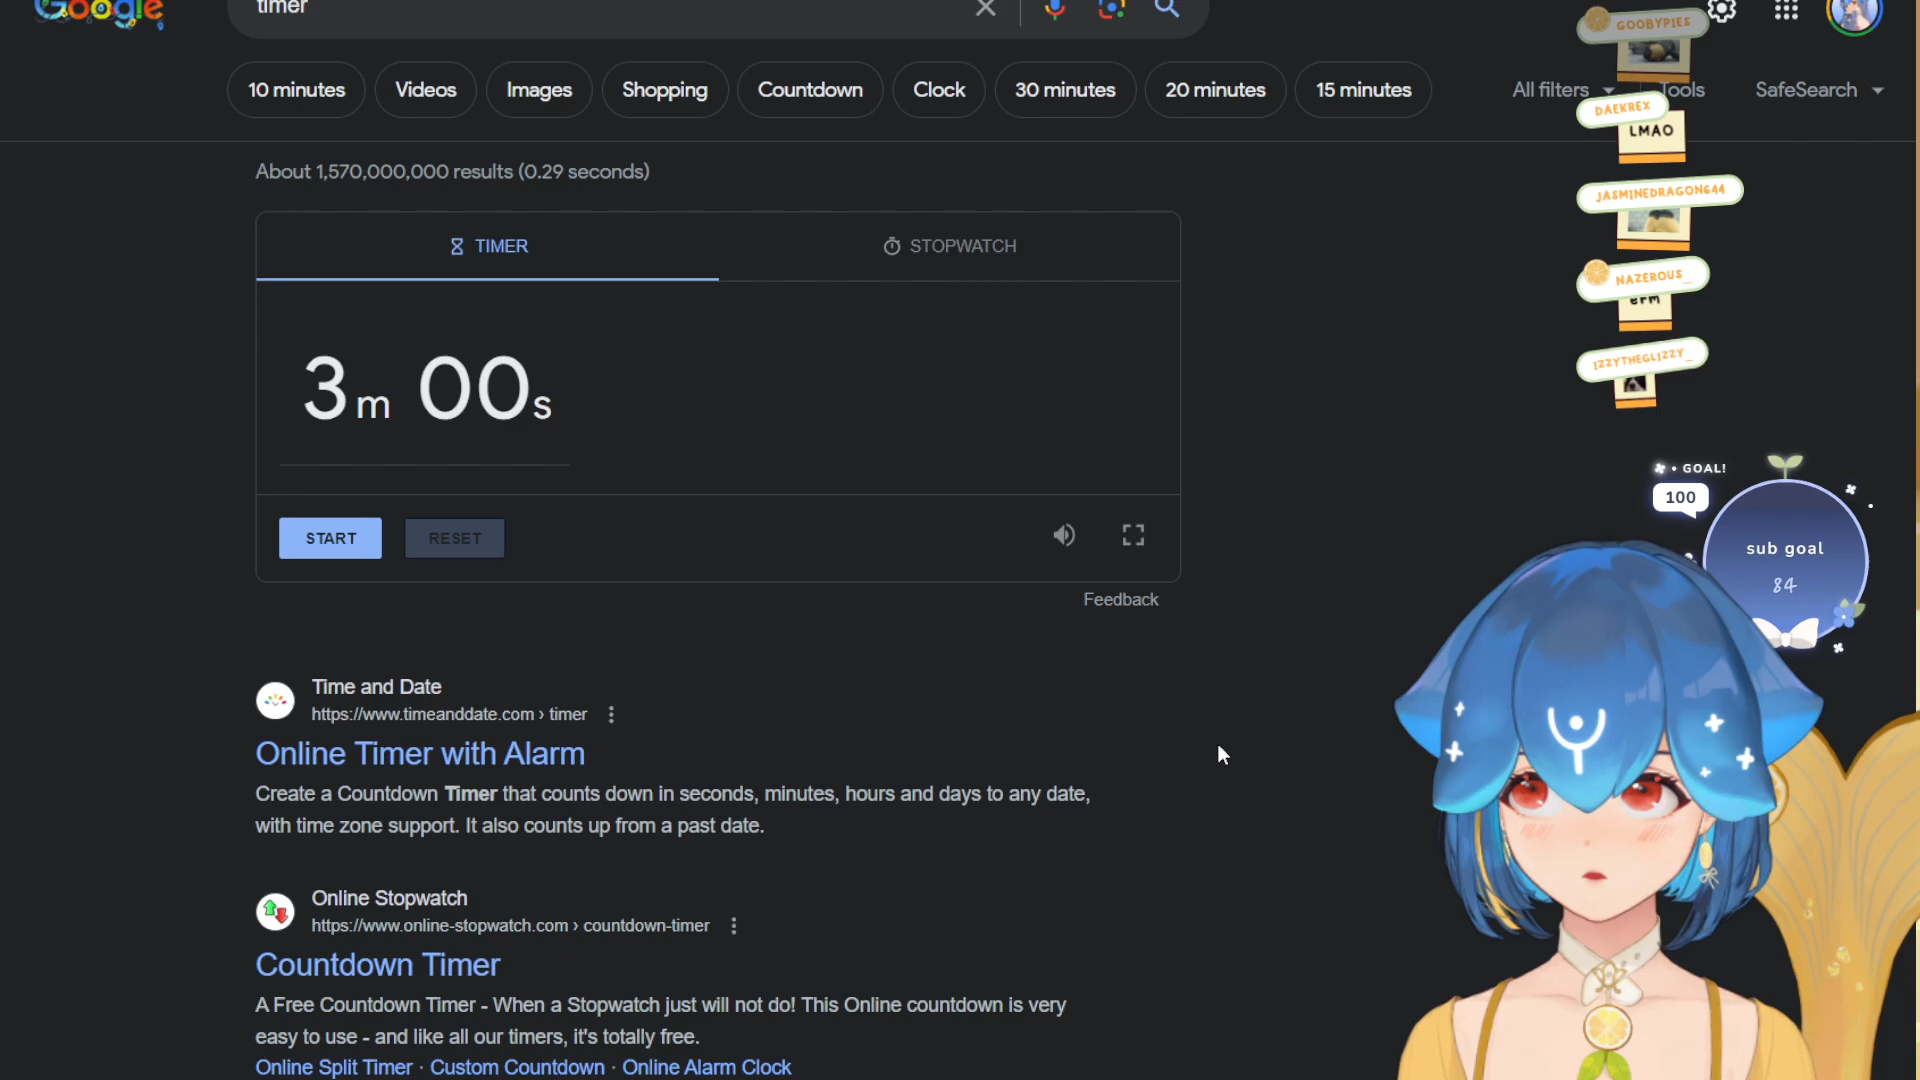 Google
timer
10 minutes
Videos
Images
Shopping
Countdown
Clock
30 minutes
20 minutes
15 minutes
All filters
Tools
SafeSearch
About 1,570,000,000 results (0.29 seconds)
TIMER
STOPWATCH
3m 00s
START
RESET
Feedback
Time and Date
https://www.timeanddate.com › timer
Online Timer with Alarm
Create a Countdown Timer that counts down in seconds, minutes, hours and days to any date,
with time zone support. It also counts up from a past date.
Online Stopwatch
https://www.online-stopwatch.com › countdown-timer
Countdown Timer
A Free Countdown Timer - When a Stopwatch just will not do! This Online countdown is very
easy to use - and like all our timers, it's totally free.
Online Split Timer · Custom Countdown · Online Alarm Clock
GOOBYPIES
DAEKREX
LMAO
JASMINEDRAGON644
NAZEROUS_
erm
IZZYTHEGLIZZY_
• GOAL!
100
sub goal
84